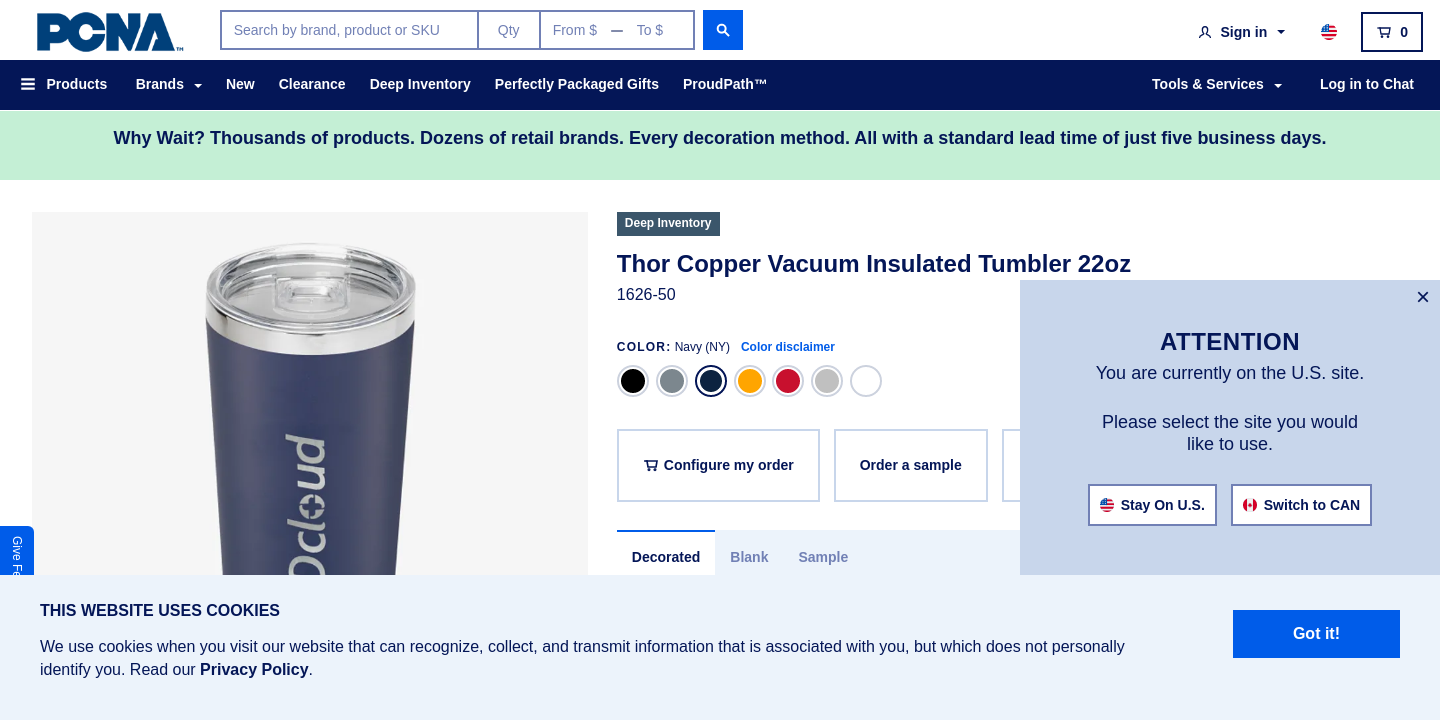 PCNA™
Search by brand, product or SKU
Qty
From $ — To $
Sign in
0
Products
Brands
New
Clearance
Deep Inventory
Perfectly Packaged Gifts
ProudPath™
Tools & Services
Log in to Chat
Why Wait? Thousands of products. Dozens of retail brands. Every decoration method. All with a standard lead time of just five business days.
Deep Inventory
Thor Copper Vacuum Insulated Tumbler 22oz
1626-50
COLOR: Navy (NY) Color disclaimer
Configure my order
Order a sample
Decorated
Blank
Sample
×
ATTENTION
You are currently on the U.S. site.
Please select the site you would
like to use.
Stay On U.S.
Switch to CAN
Give Fe
THIS WEBSITE USES COOKIES
We use cookies when you visit our website that can recognize, collect, and transmit information that is associated with you, but which does not personally
identify you. Read our Privacy Policy.
Got it!